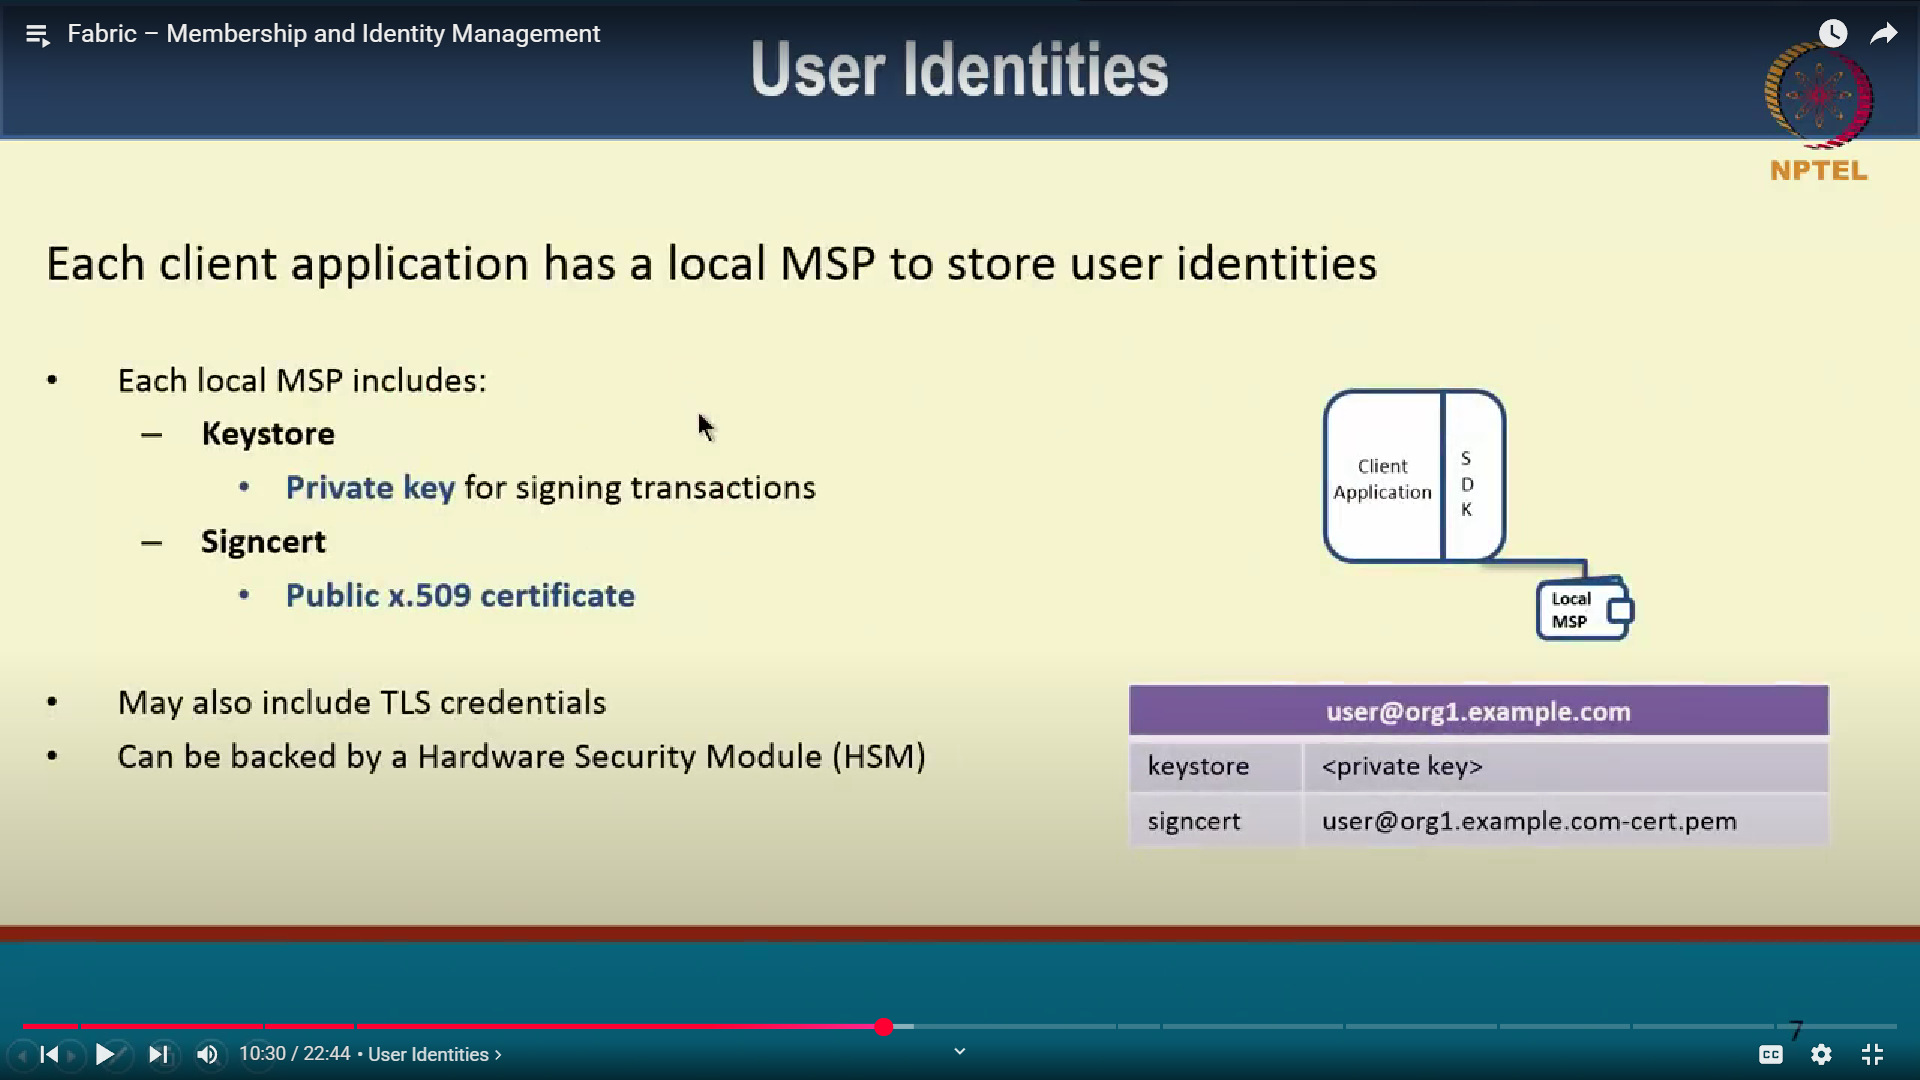 Fabric – Membership and Identity Management
User Identities
NPTEL
Each client application has a local MSP to store user identities
• Each local MSP includes:
– Keystore
• Private key for signing transactions
– Signcert
• Public x.509 certificate
• May also include TLS credentials
• Can be backed by a Hardware Security Module (HSM)
Client
Application
S
D
K
Local
MSP
user@org1.example.com
keystore <private key>
signcert user@org1.example.com-cert.pem
7
10:30 / 22:44 • User Identities ›
CC